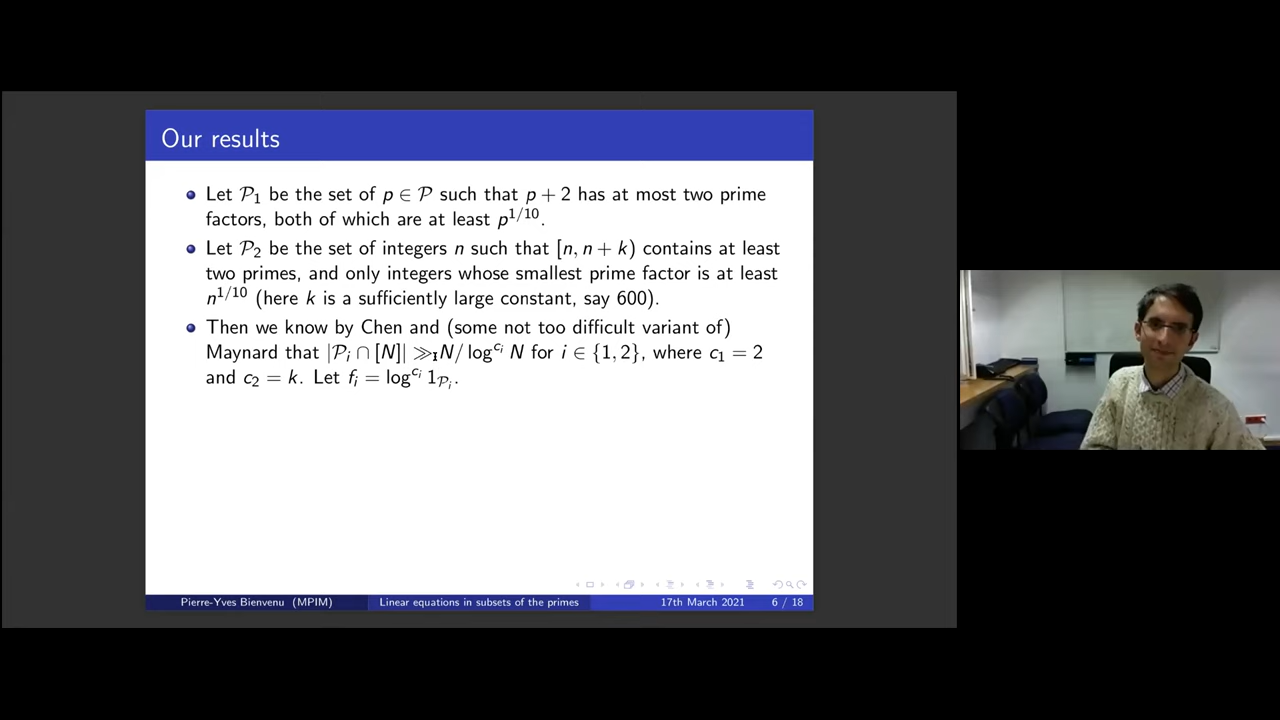 Our results
Let 𝒫₁ be the set of p ∈ 𝒫 such that p + 2 has at most two prime
factors, both of which are at least p^{1/10}.
Let 𝒫₂ be the set of integers n such that [n, n + k) contains at least
two primes, and only integers whose smallest prime factor is at least
n^{1/10} (here k is a sufficiently large constant, say 600).
Then we know by Chen and (some not too difficult variant of)
Maynard that |𝒫ᵢ ∩ [N]| ≫ N/ log^{cᵢ} N for i ∈ {1, 2}, where c₁ = 2
and c₂ = k. Let fᵢ = log^{cᵢ} 1_{𝒫ᵢ}.
Pierre-Yves Bienvenu (MPIM) Linear equations in subsets of the primes 17th March 2021 6 / 18